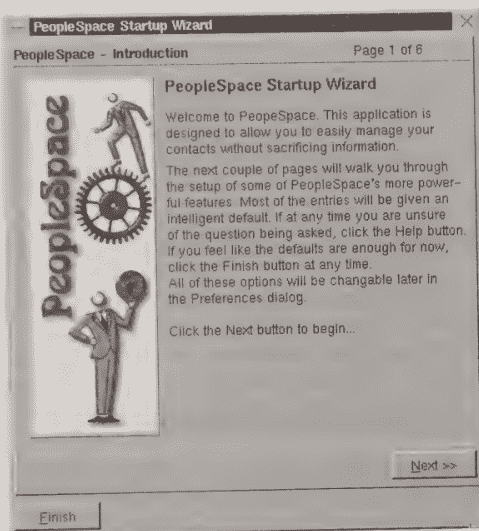 PeopleSpace Startup Wizard
PeopleSpace - Introduction
Page 1 of 6
PeopleSpace
PeopleSpace Startup Wizard
Welcome to PeopeSpace. This application is
designed to allow you to easily manage your
contacts without sacrificing information.
The next couple of pages will walk you through
the setup of some of PeopleSpace's more power-
ful features. Most of the entries will be given an
intelligent default. If at any time you are unsure
of the question being asked, click the Help button.
If you feel like the defaults are enough for now,
click the Finish button at any time.
All of these options will be changable later in
the Preferences dialog.
Click the Next button to begin...
Next >>
Finish